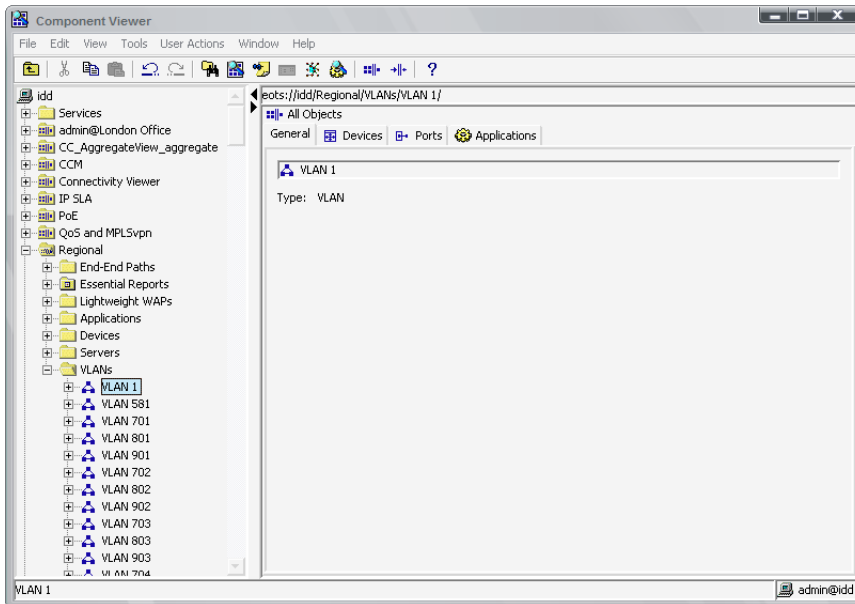 Component Viewer
File Edit View Tools User Actions Window Help
idd
Services
admin@London Office
CC_AggregateView_aggregate
CCM
Connectivity Viewer
IP SLA
PoE
QoS and MPLSvpn
Regional
End-End Paths
Essential Reports
Lightweight WAPs
Applications
Devices
Servers
VLANs
VLAN 1
VLAN 581
VLAN 701
VLAN 801
VLAN 901
VLAN 702
VLAN 802
VLAN 902
VLAN 703
VLAN 803
VLAN 903
VLAN 704
eots://idd/Regional/VLANs/VLAN 1/
All Objects
General Devices Ports Applications
VLAN 1
Type: VLAN
VLAN 1
admin@idd